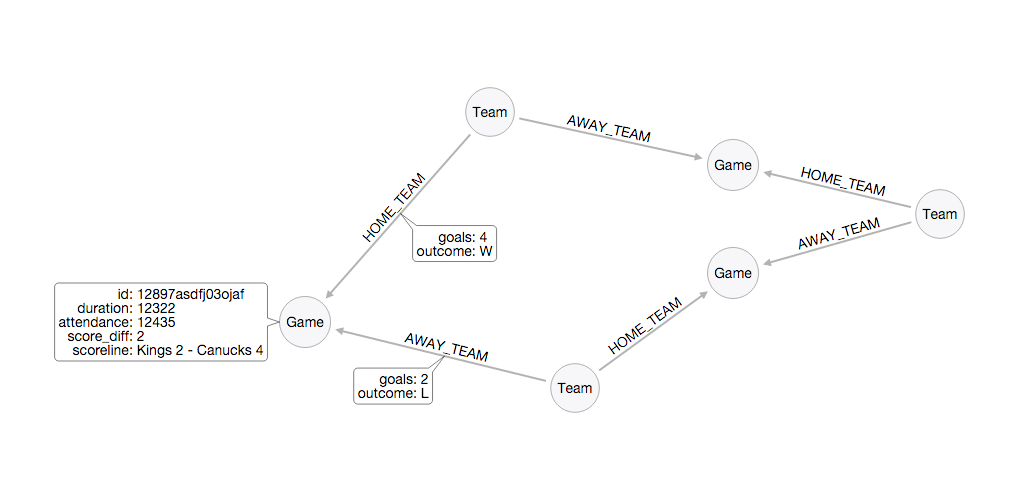 Team
AWAY_TEAM
Game
HOME_TEAM
HOME_TEAM
Team
AWAY_TEAM
goals: 4
outcome: W
Game
id: 12897asdfj03ojaf
duration: 12322
attendance: 12435
score_diff: 2
scoreline: Kings 2 - Canucks 4
Game
HOME_TEAM
AWAY_TEAM
goals: 2
outcome: L
Team